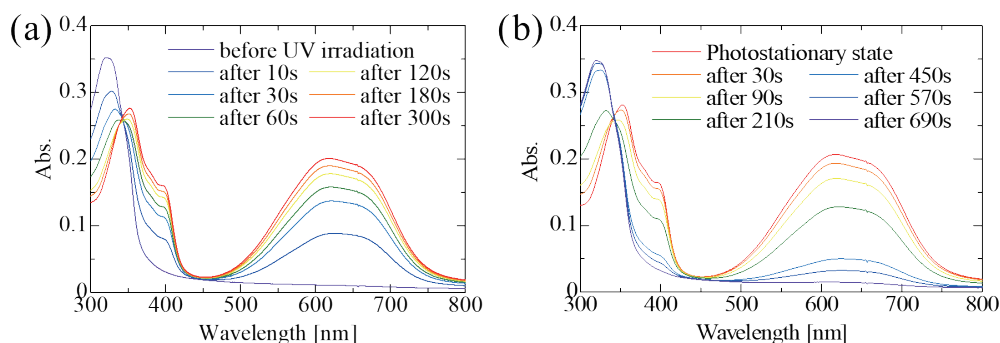 (a)
0.4
0.3
0.2
0.1
0
Abs.
before UV irradiation
after 10s after 120s
after 30s after 180s
after 60s after 300s
300 400 500 600 700 800
Wavelength [nm]
(b)
0.4
0.3
0.2
0.1
0
Abs.
Photostationary state
after 30s after 450s
after 90s after 570s
after 210s after 690s
300 400 500 600 700 800
Wavelength [nm]